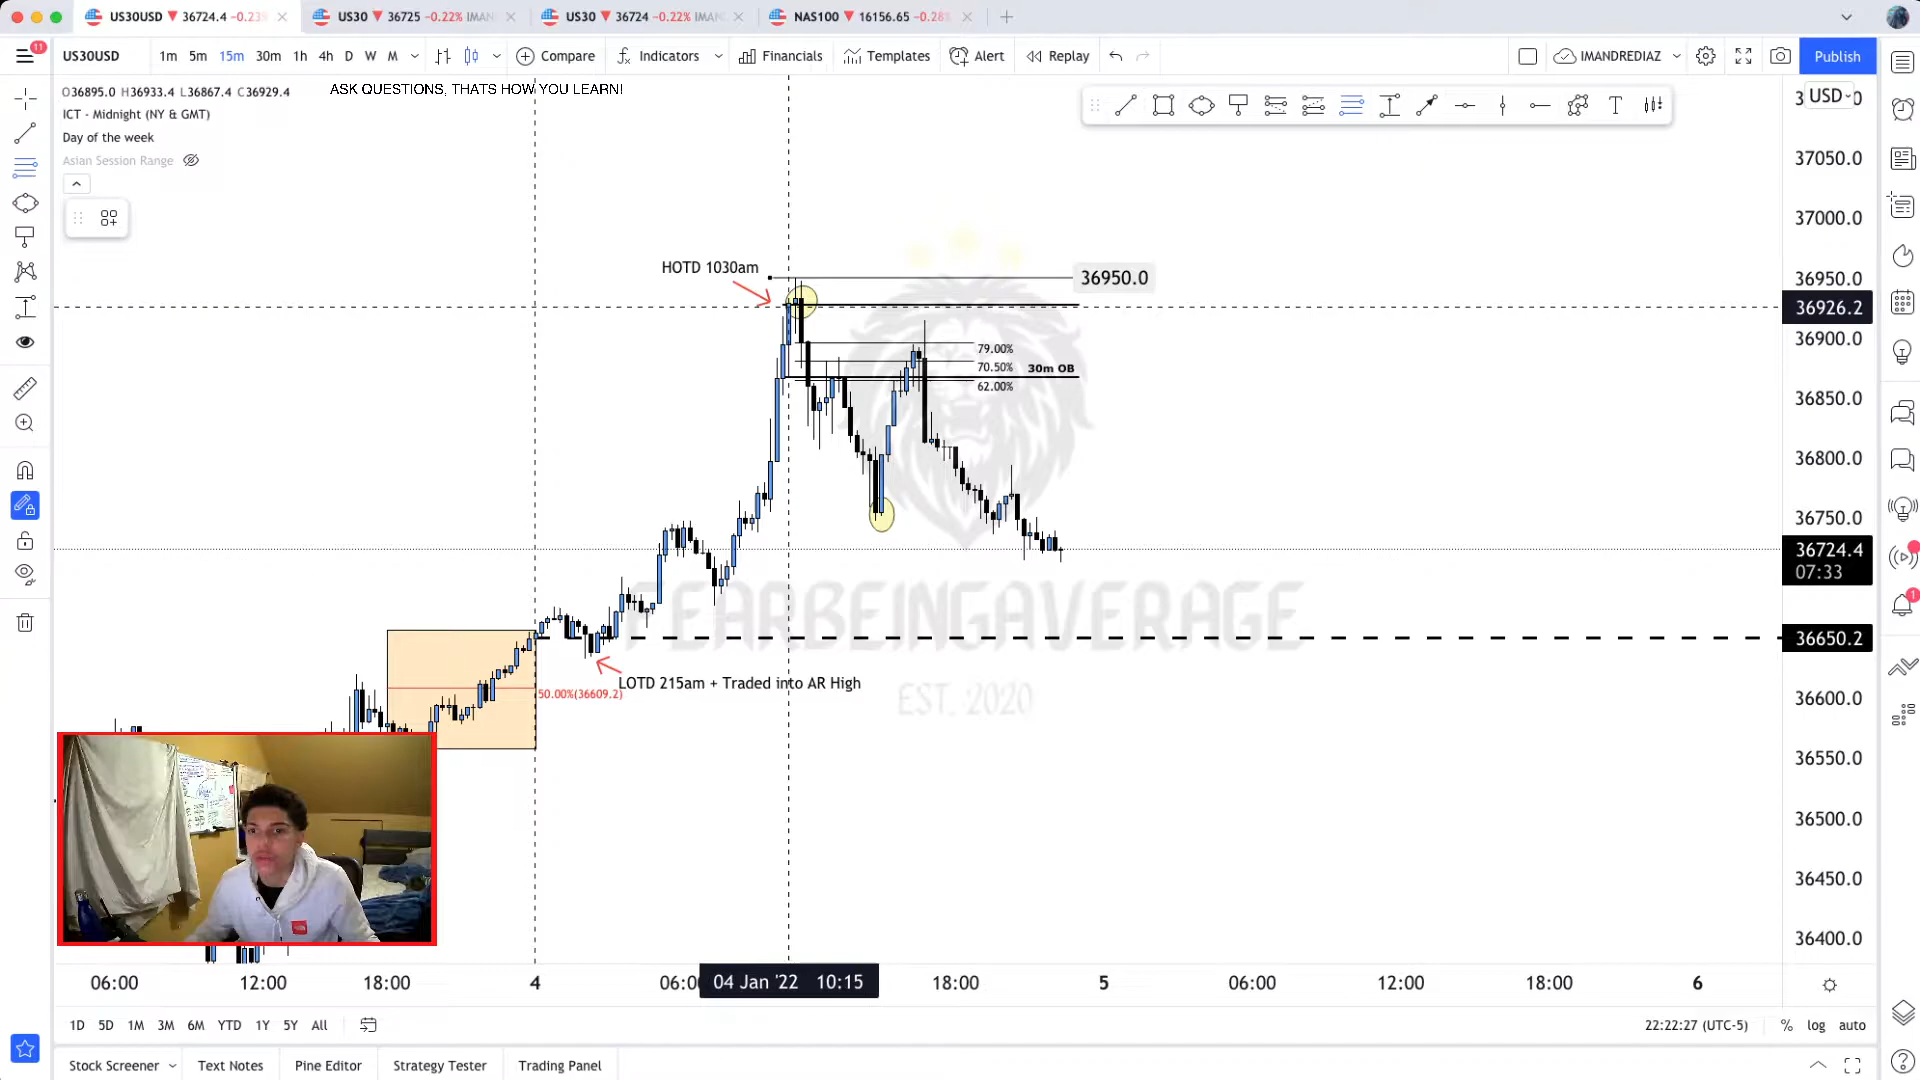 US30USD ▼ 36724.4 −0.23%
US30 ▼ 36725 −0.22% IMAN
US30 ▼ 36724 −0.22% IMAN
NAS100 ▼ 16156.65 −0.28%
11
US30USD 1m 5m 15m 30m 1h 4h D W M Compare Indicators Financials Templates Alert Replay IMANDREDIAZ Publish
O36895.0 H36933.4 L36867.4 C36929.4
ASK QUESTIONS, THATS HOW YOU LEARN!
ICT - Midnight (NY & GMT)
Day of the week
Asian Session Range
USD
37050.0
37000.0
HOTD 1030am
36950.0
36950.0
36926.2
36900.0
79.00%
70.50%
30m OB
62.00%
36850.0
36800.0
36750.0
36724.4
07:33
FEARBEINGAVERAGE
1
36650.2
LOTD 215am + Traded into AR High
50.00%(36609.2)
EST. 2020
36600.0
36550.0
36500.0
36450.0
36400.0
06:00 12:00 18:00 4 06:00 04 Jan '22 10:15 18:00 5 06:00 12:00 18:00 6
1D 5D 1M 3M 6M YTD 1Y 5Y All
22:22:27 (UTC-5) % log auto
Stock Screener Text Notes Pine Editor Strategy Tester Trading Panel